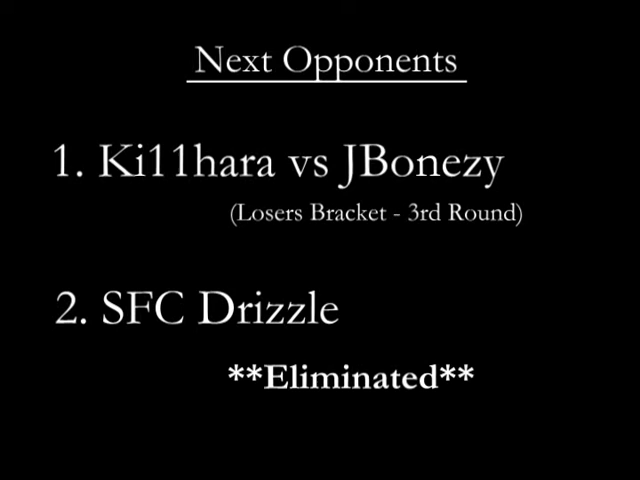 Next Opponents
1. Ki11hara vs JBonezy
(Losers Bracket - 3rd Round)
2. SFC Drizzle
**Eliminated**